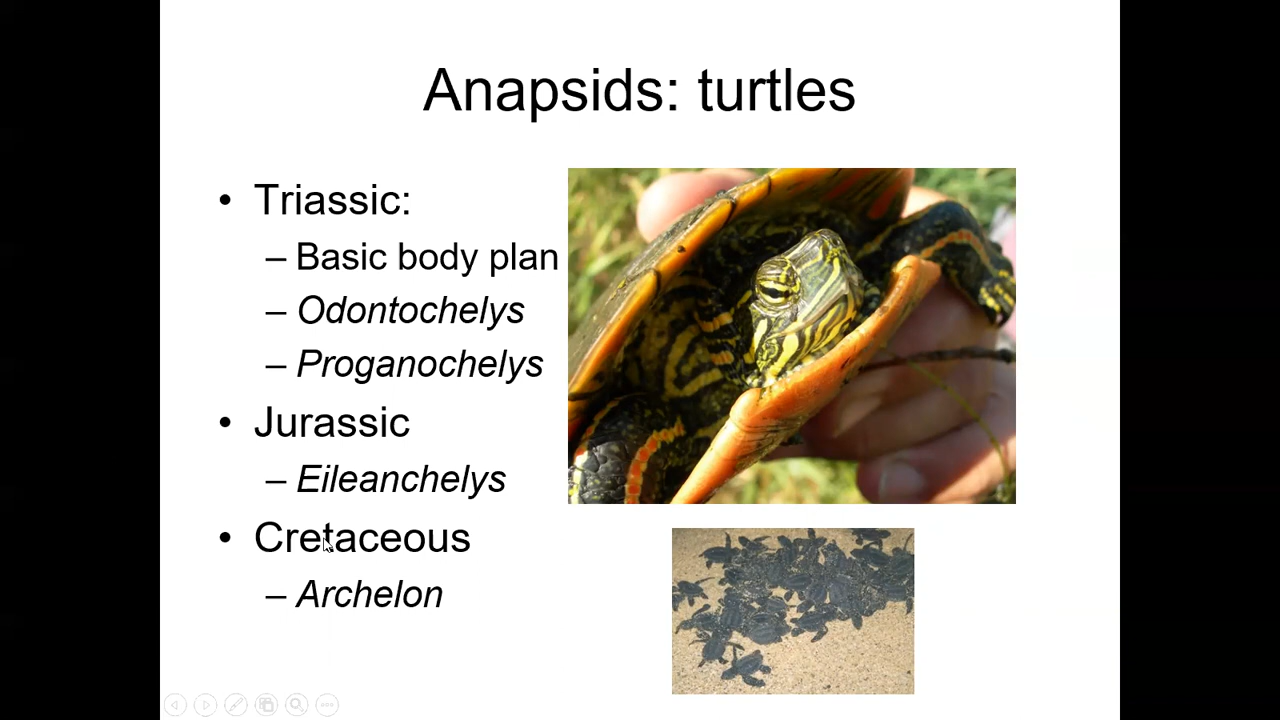 Anapsids: turtles
• Triassic:
– Basic body plan
– Odontochelys
– Proganochelys
• Jurassic
– Eileanchelys
• Cretaceous
– Archelon